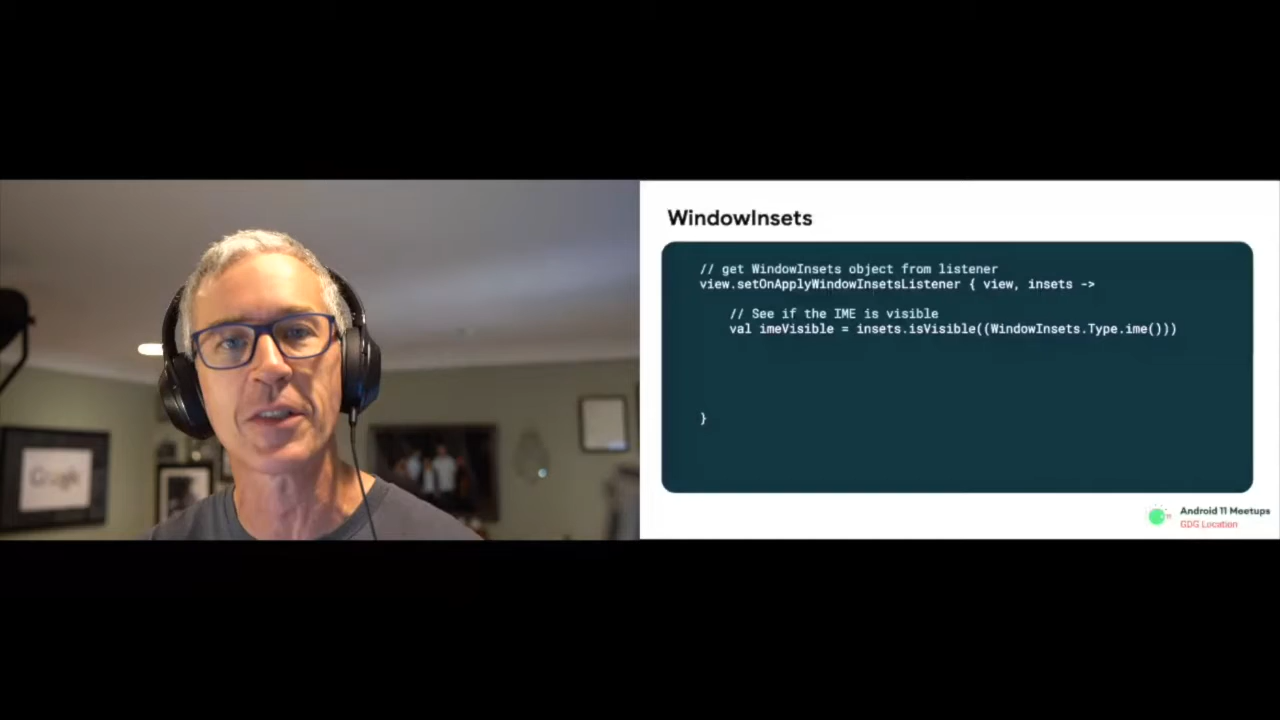 Google
WindowInsets
// get WindowInsets object from listener
view.setOnApplyWindowInsetsListener { view, insets ->
// See if the IME is visible
val imeVisible = insets.isVisible((WindowInsets.Type.ime()))
}
Android 11 Meetups
GDG Location